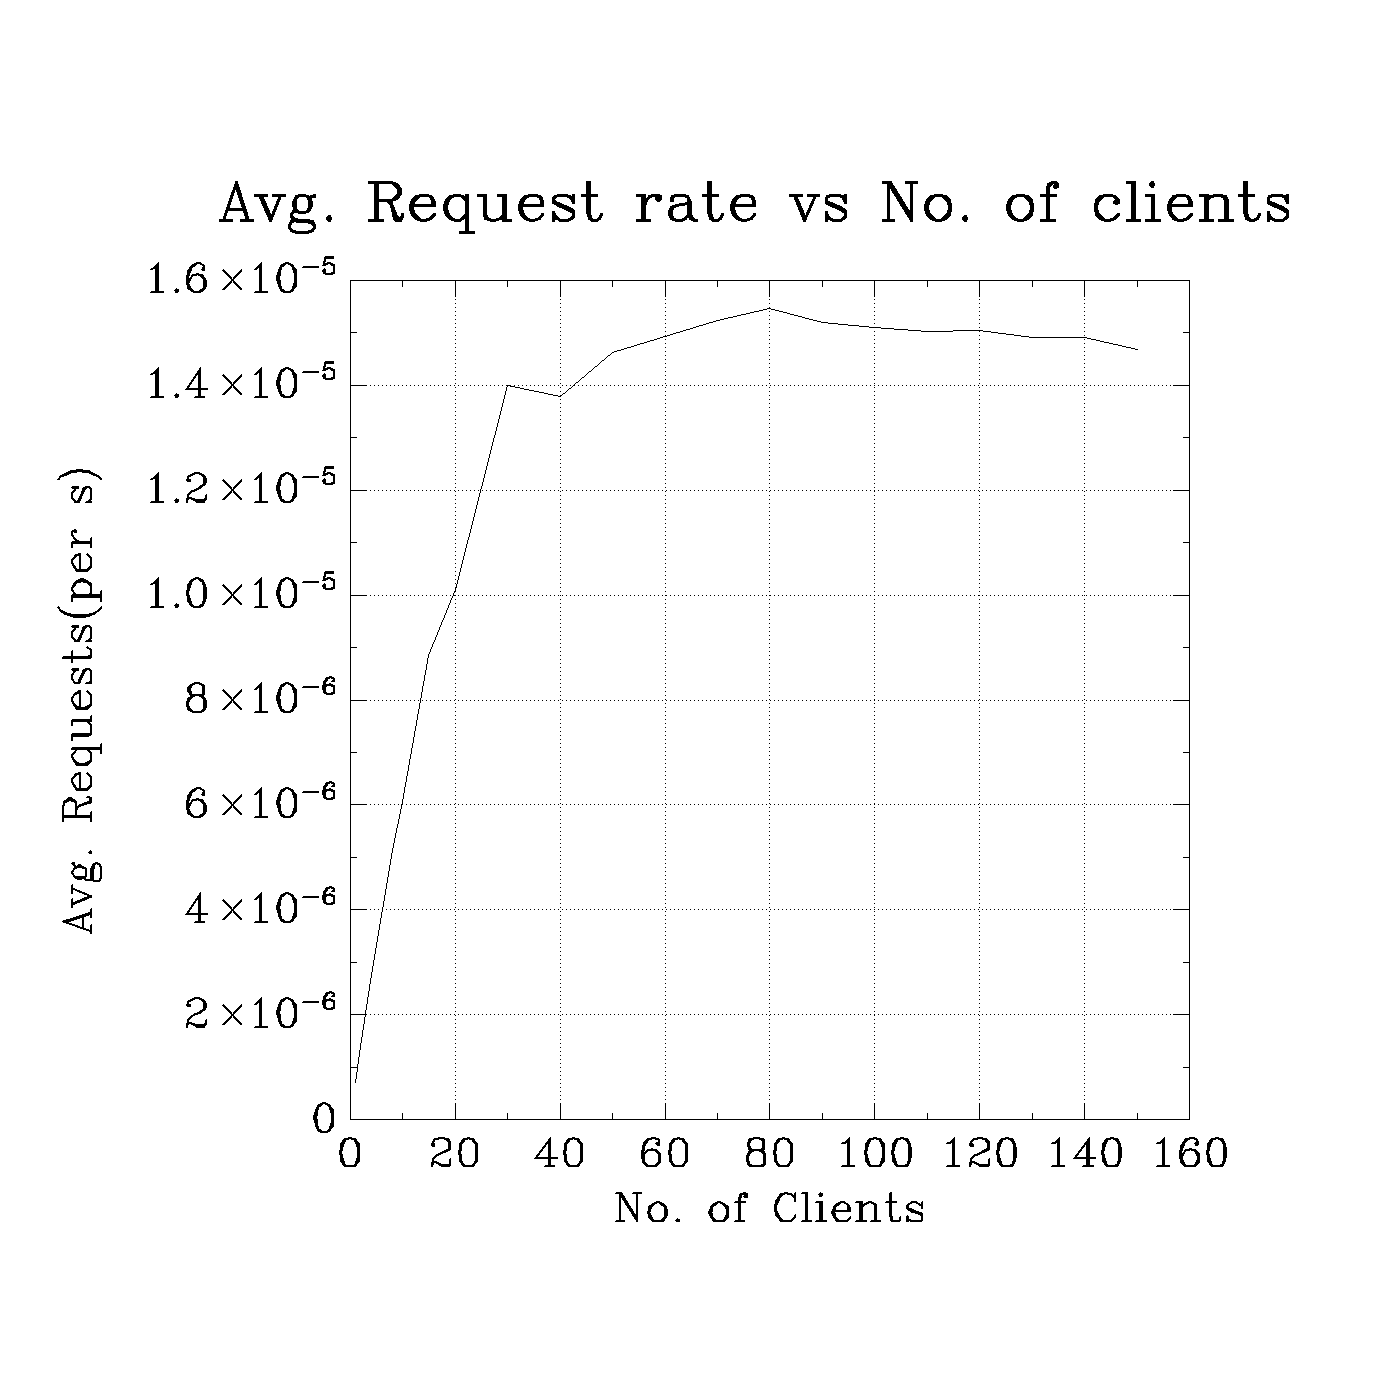 Avg. Request rate vs No. of clients
1.6×10⁻⁵
1.4×10⁻⁵
1.2×10⁻⁵
1.0×10⁻⁵
8×10⁻⁶
6×10⁻⁶
4×10⁻⁶
2×10⁻⁶
0
Avg. Requests(per s)
0 20 40 60 80 100 120 140 160
No. of Clients